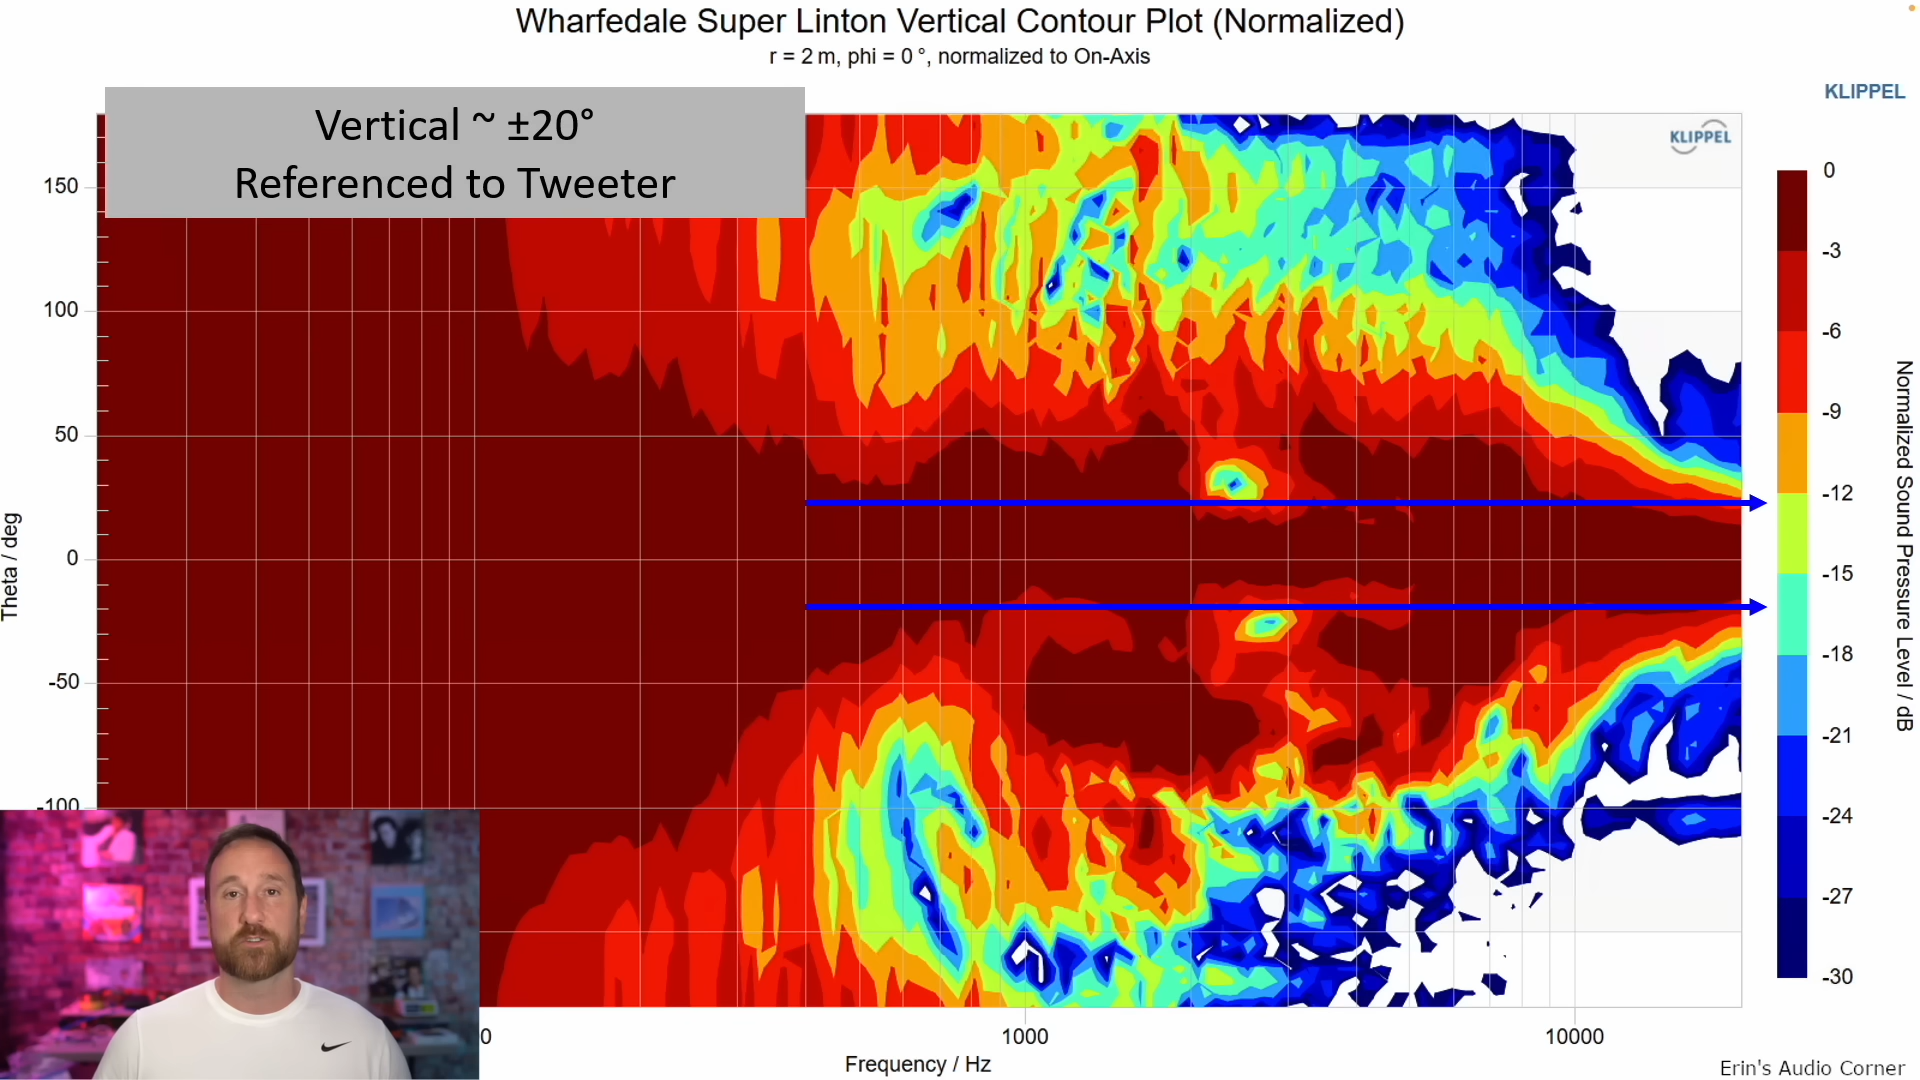 Wharfedale Super Linton Vertical Contour Plot (Normalized)
r = 2 m, phi = 0 °, normalized to On-Axis
KLIPPEL
KLIPPEL
Vertical ~ ±20°
Referenced to Tweeter
150
100
50
0
-50
-100
Theta / deg
0
-3
-6
-9
-12
-15
-18
-21
-24
-27
-30
Normalized Sound Pressure Level / dB
0
1000
10000
Frequency / Hz
Erin's Audio Corner